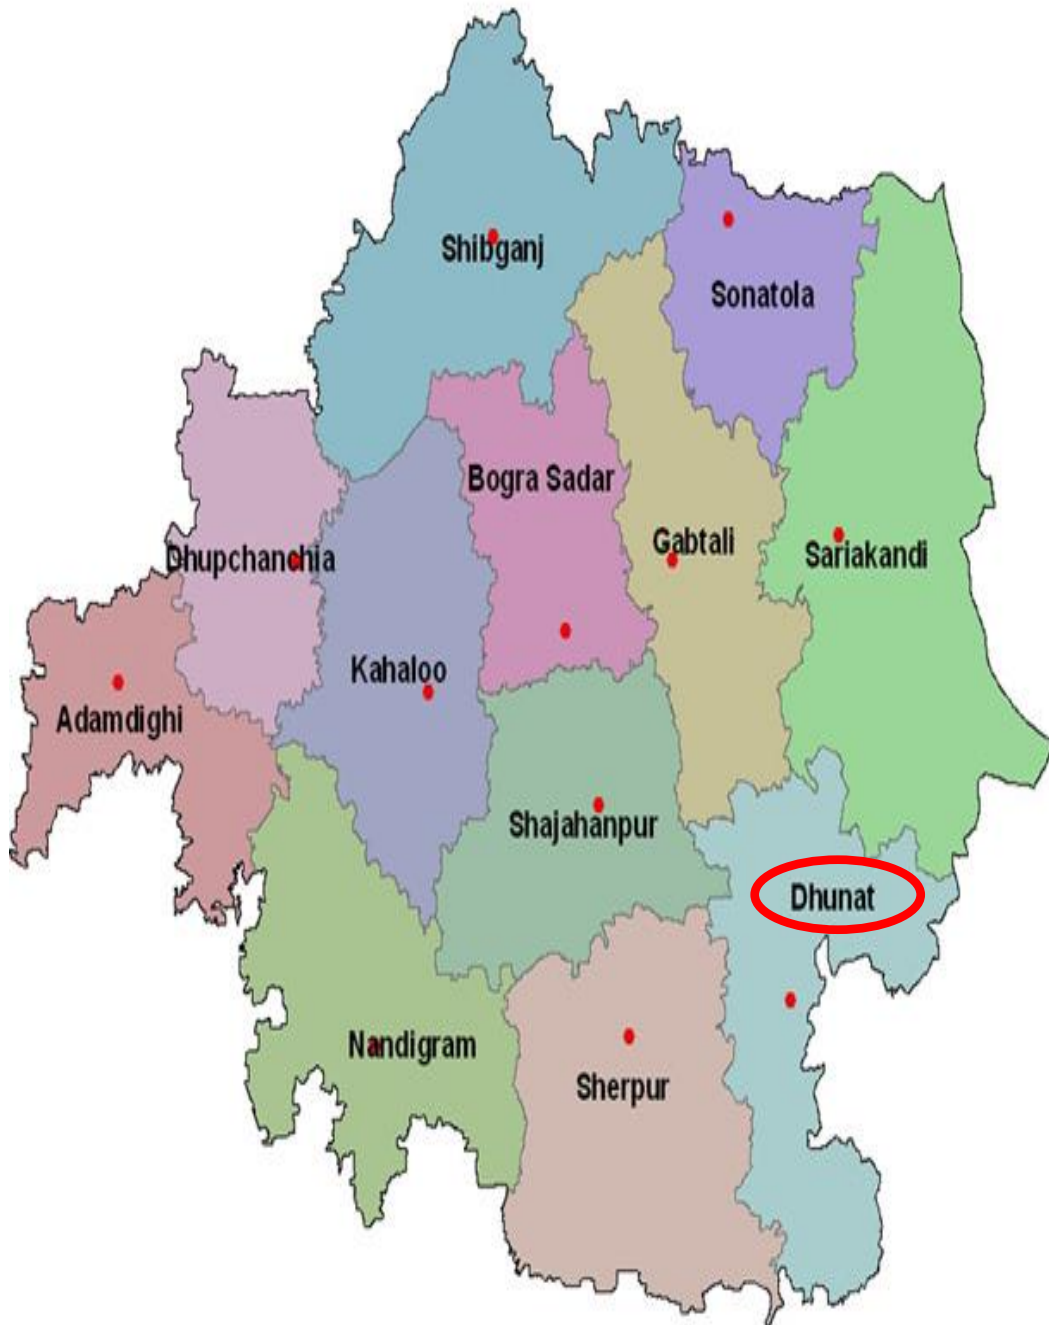 Shibganj
Sonatola
Bogra Sadar
Gabtali
Sariakandi
Dhupchanchia
Kahaloo
Adamdighi
Shajahanpur
Dhunat
Nandigram
Sherpur